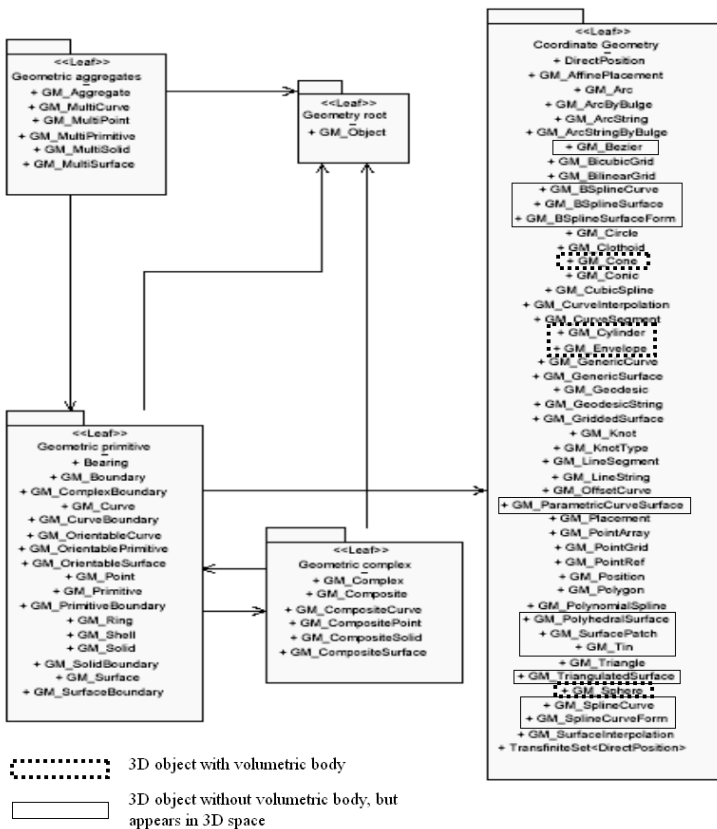 <<Leaf>>
Geometric aggregates
+ GM_Aggregate
+ GM_MultiCurve
+ GM_MultiPoint
+ GM_MultiPrimitive
+ GM_MultiSolid
+ GM_MultiSurface
<<Leaf>>
Geometry root
+ GM_Object
<<Leaf>>
Geometric primitive
+ Bearing
+ GM_Boundary
+ GM_ComplexBoundary
+ GM_Curve
+ GM_CurveBoundary
+ GM_OrientableCurve
+ GM_OrientablePrimitive
+ GM_OrientableSurface
+ GM_Point
+ GM_Primitive
+ GM_PrimitiveBoundary
+ GM_Ring
+ GM_Shell
+ GM_Solid
+ GM_SolidBoundary
+ GM_Surface
+ GM_SurfaceBoundary
<<Leaf>>
Geometric complex
+ GM_Complex
+ GM_Composite
+ GM_CompositeCurve
+ GM_CompositePoint
+ GM_CompositeSolid
+ GM_CompositeSurface
<<Leaf>>
Coordinate Geometry
+ DirectPosition
+ GM_AffinePlacement
+ GM_Arc
+ GM_ArcByBulge
+ GM_ArcString
+ GM_ArcStringByBulge
+ GM_Bezier
+ GM_BicubicGrid
+ GM_BilinearGrid
+ GM_BSplineCurve
+ GM_BSplineSurface
+ GM_BSplineSurfaceForm
+ GM_Circle
+ GM_Clothoid
+ GM_Cone
+ GM_Conic
+ GM_CubicSpline
+ GM_CurveInterpolation
+ GM_CurveSegment
+ GM_Cylinder
+ GM_Envelope
+ GM_GenericCurve
+ GM_GenericSurface
+ GM_Geodesic
+ GM_GeodesicString
+ GM_GriddedSurface
+ GM_Knot
+ GM_KnotType
+ GM_LineSegment
+ GM_LineString
+ GM_OffsetCurve
+ GM_ParametricCurveSurface
+ GM_Placement
+ GM_PointArray
+ GM_PointGrid
+ GM_PointRef
+ GM_Position
+ GM_Polygon
+ GM_PolynomialSpline
+ GM_PolyhedralSurface
+ GM_SurfacePatch
+ GM_Tin
+ GM_Triangle
+ GM_TriangulatedSurface
+ GM_Sphere
+ GM_SplineCurve
+ GM_SplineCurveForm
+ GM_SurfaceInterpolation
+ TransfiniteSet<DirectPosition>
3D object with volumetric body
3D object without volumetric body, but
appears in 3D space